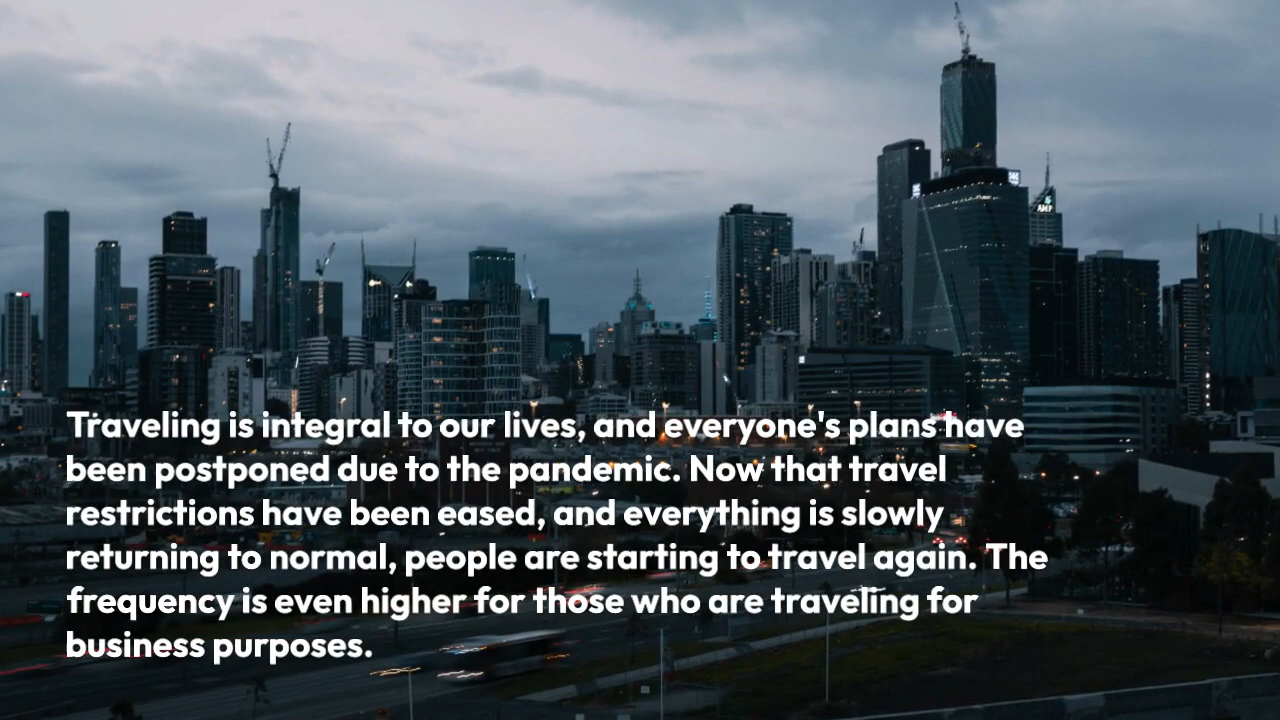 AMP
Traveling is integral to our lives, and everyone's plans have
been postponed due to the pandemic. Now that travel
restrictions have been eased, and everything is slowly
returning to normal, people are starting to travel again. The
frequency is even higher for those who are traveling for
business purposes.